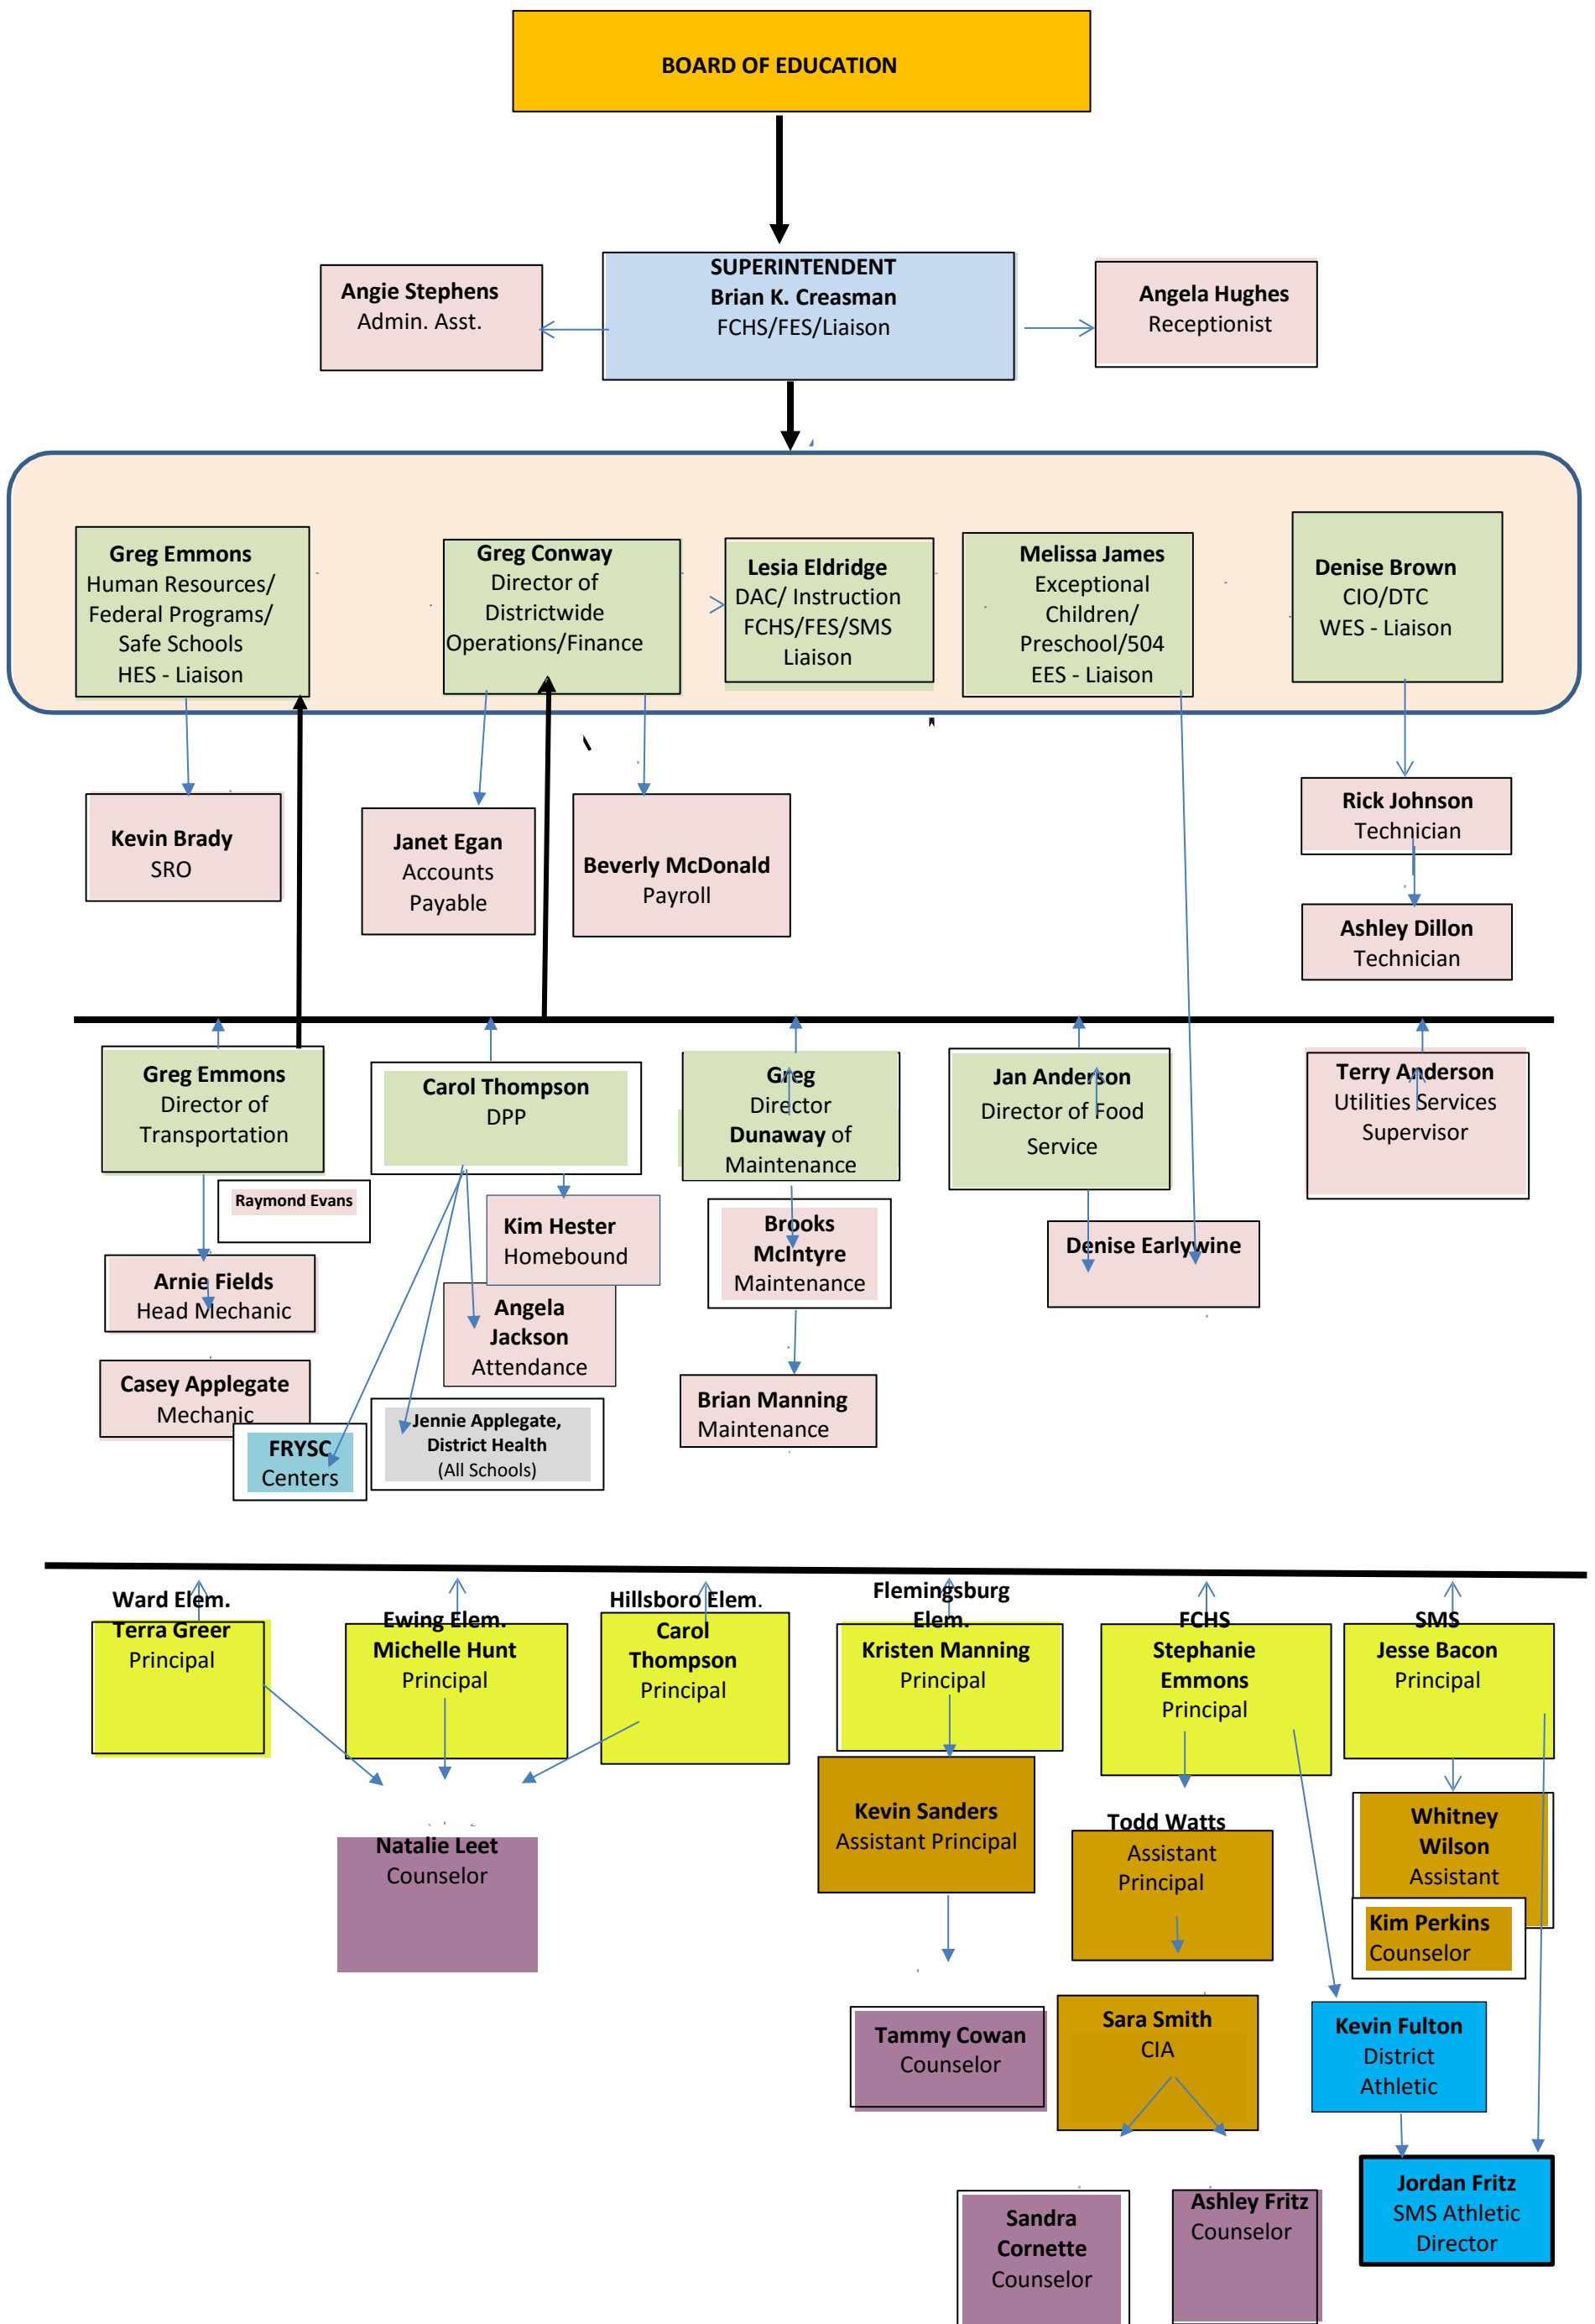 BOARD OF EDUCATION
SUPERINTENDENT
Brian K. Creasman
FCHS/FES/Liaison
Angie Stephens
Admin. Asst.
Angela Hughes
Receptionist
Greg Emmons
Human Resources/
Federal Programs/
Safe Schools
HES - Liaison
Greg Conway
Director of
Districtwide
Operations/Finance
Lesia Eldridge
DAC/ Instruction
FCHS/FES/SMS
Liaison
Melissa James
Exceptional
Children/
Preschool/504
EES - Liaison
Denise Brown
CIO/DTC
WES - Liaison
Kevin Brady
SRO
Janet Egan
Accounts
Payable
Beverly McDonald
Payroll
Rick Johnson
Technician
Ashley Dillon
Technician
Greg Emmons
Director of
Transportation
Carol Thompson
DPP
Greg
Director
Dunaway of
Maintenance
Jan Anderson
Director of Food
Service
Terry Anderson
Utilities Services
Supervisor
Raymond Evans
Kim Hester
Homebound
Brooks
McIntyre
Maintenance
Denise Earlywine
Arnie Fields
Head Mechanic
Angela
Jackson
Attendance
Casey Applegate
Mechanic
Brian Manning
Maintenance
FRYSC
Centers
Jennie Applegate,
District Health
(All Schools)
Ward Elem.
Terra Greer
Principal
Ewing Elem.
Michelle Hunt
Principal
Hillsboro Elem.
Carol
Thompson
Principal
Flemingsburg
Elem.
Kristen Manning
Principal
FCHS
Stephanie
Emmons
Principal
SMS
Jesse Bacon
Principal
Natalie Leet
Counselor
Kevin Sanders
Assistant Principal
Todd Watts
Assistant
Principal
Whitney
Wilson
Assistant
Kim Perkins
Counselor
Tammy Cowan
Counselor
Sara Smith
CIA
Kevin Fulton
District
Athletic
Sandra
Cornette
Counselor
Ashley Fritz
Counselor
Jordan Fritz
SMS Athletic
Director